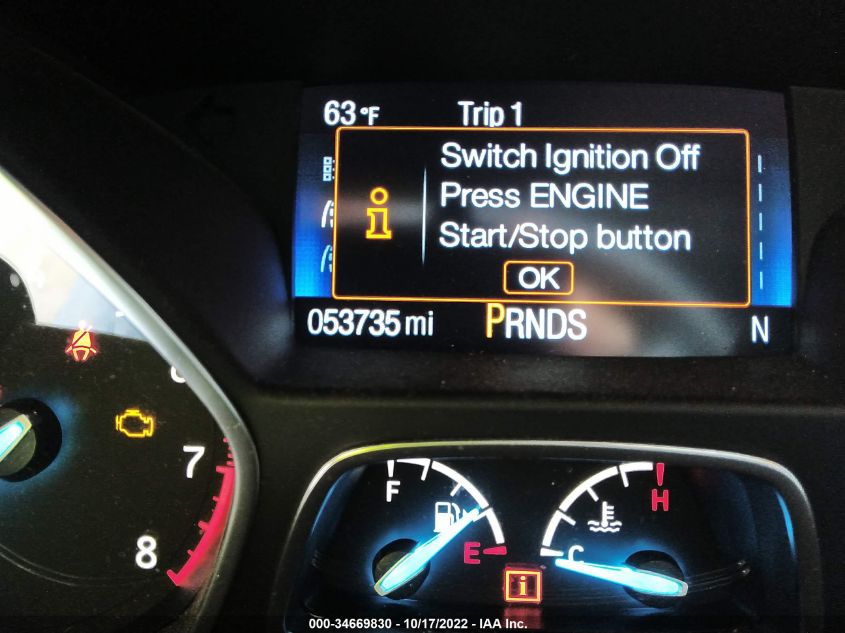 63°F Trip 1
Switch Ignition Off
Press ENGINE
Start/Stop button
OK
053735 mi PRNDS N
7
8
F
E
H
C
000-34669830 - 10/17/2022 - IAA Inc.